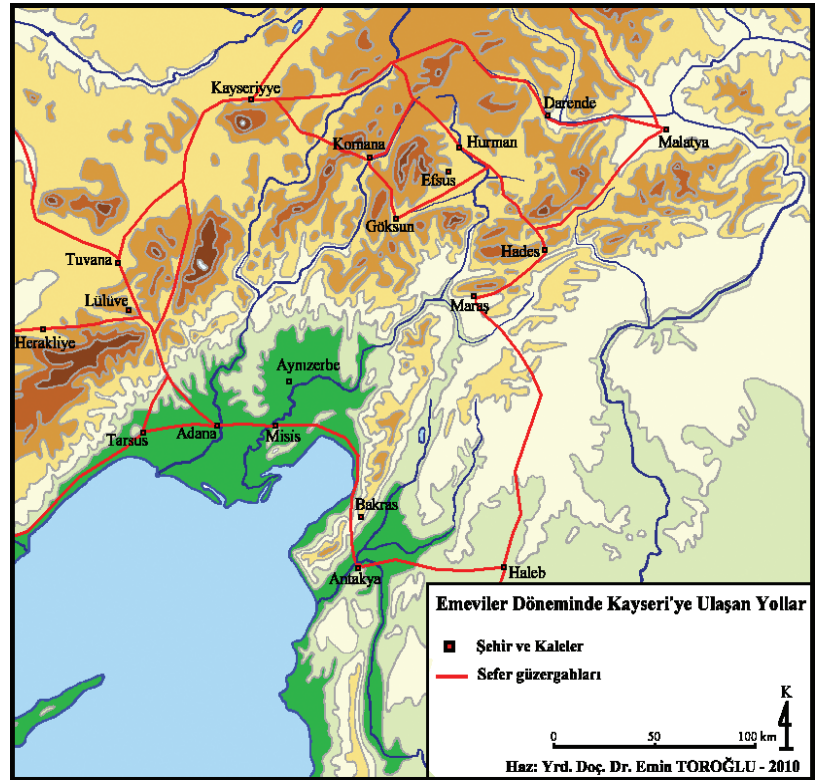 Kayseriyye
Darende
Malatya
Komana
Hurman
Efsus
Göksun
Tuvana
Hades
Lülüve
Maraş
Herakliye
Aynızerbe
Tarsus
Adana
Misis
Bakras
Antakya
Haleb
Emeviler Döneminde Kayseri'ye Ulaşan Yollar
Şehir ve Kaleler
Sefer güzergahları
K
0 50 100 km
Haz: Yrd. Doç. Dr. Emin TOROĞLU - 2010